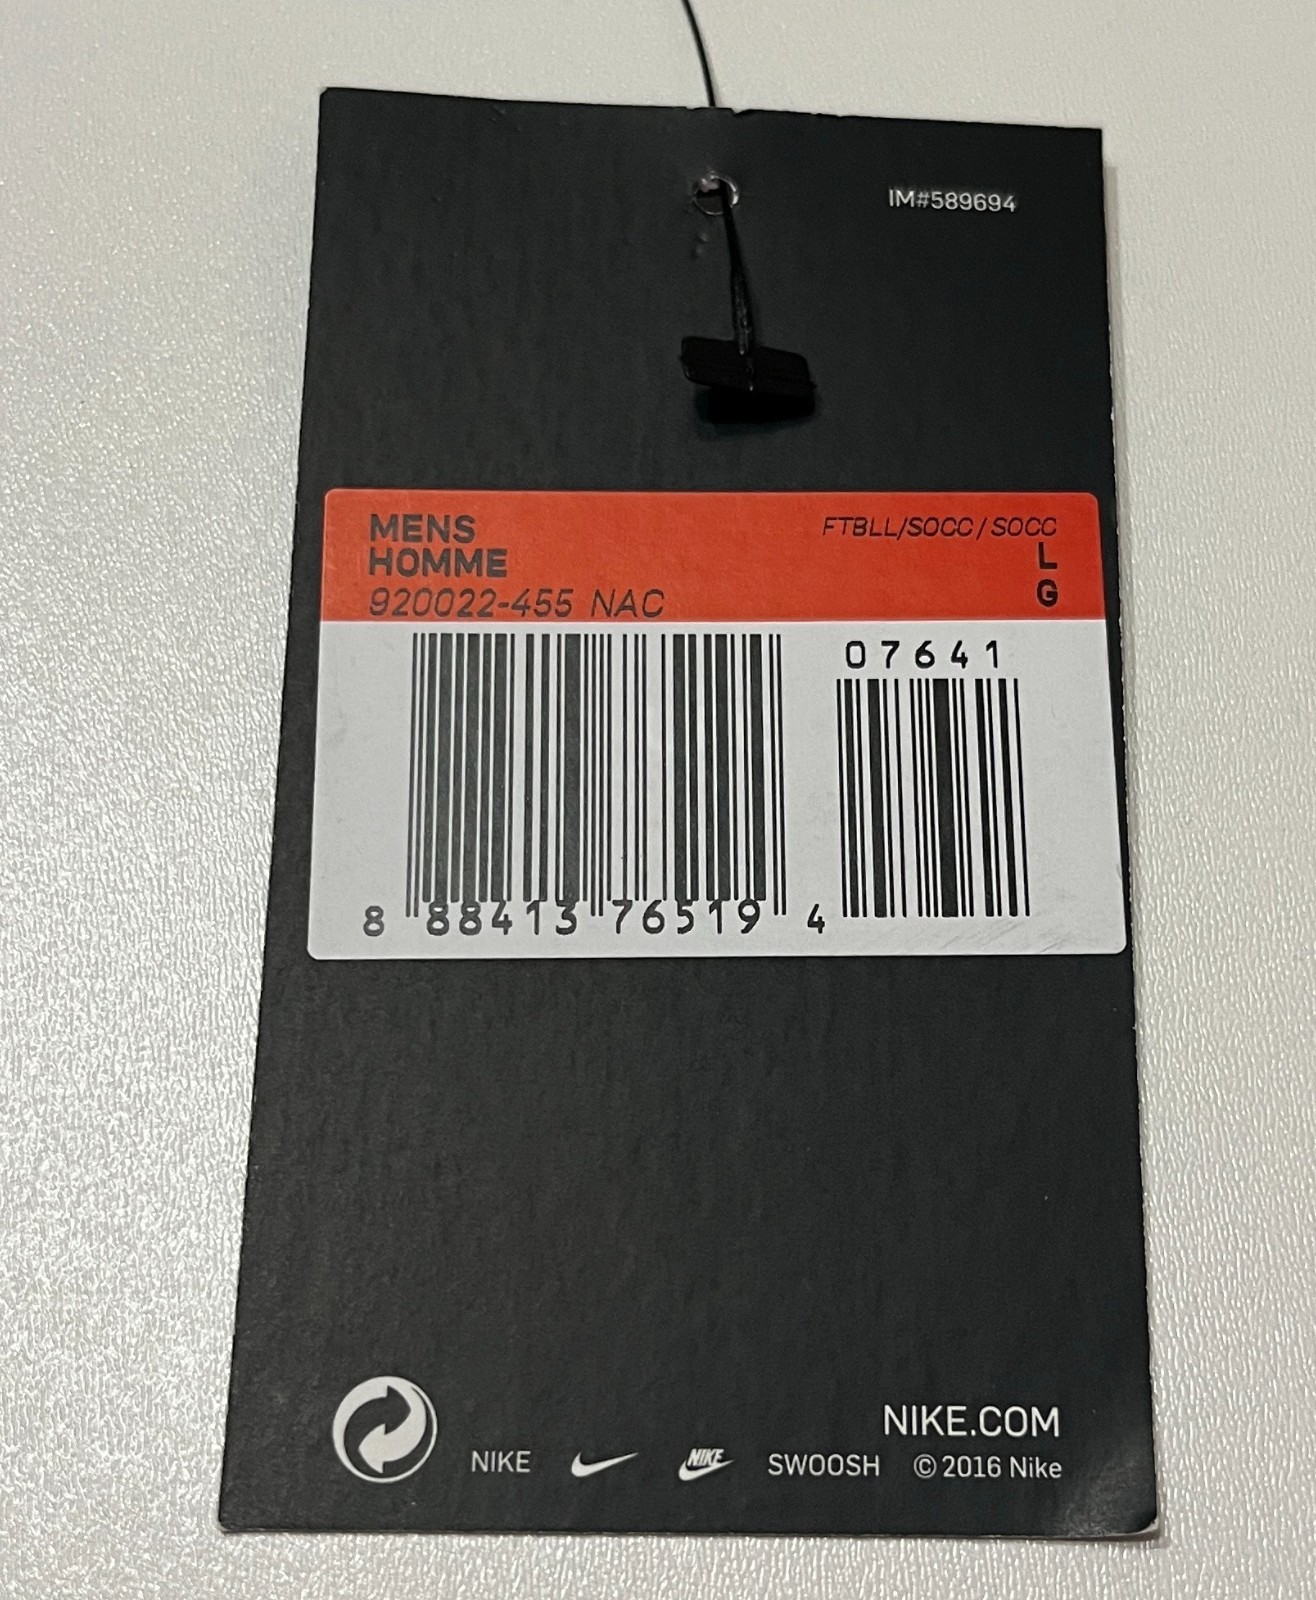 IM#589694
MENS
HOMME
920022-455 NAC
FTBLL/SOCC / SOCC
L
G
07641
8 88413 76519 4
NIKE.COM
NIKE NIKE SWOOSH © 2016 Nike